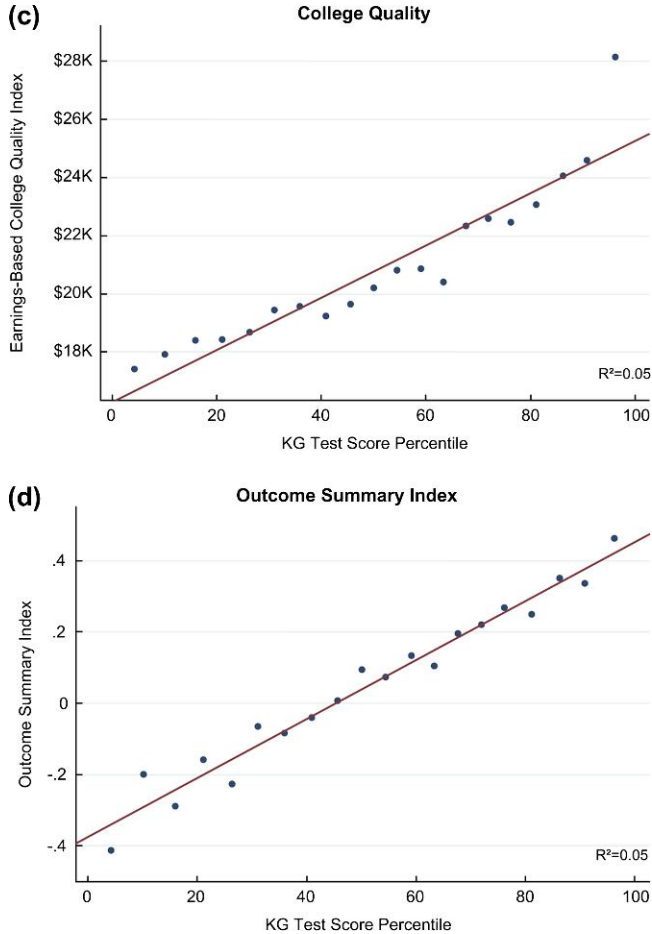 (c)
College Quality
Earnings-Based College Quality Index
$28K
$26K
$24K
$22K
$20K
$18K
R²=0.05
0 20 40 60 80 100
KG Test Score Percentile
(d)
Outcome Summary Index
Outcome Summary Index
.4
.2
0
-.2
-.4
R²=0.05
0 20 40 60 80 100
KG Test Score Percentile